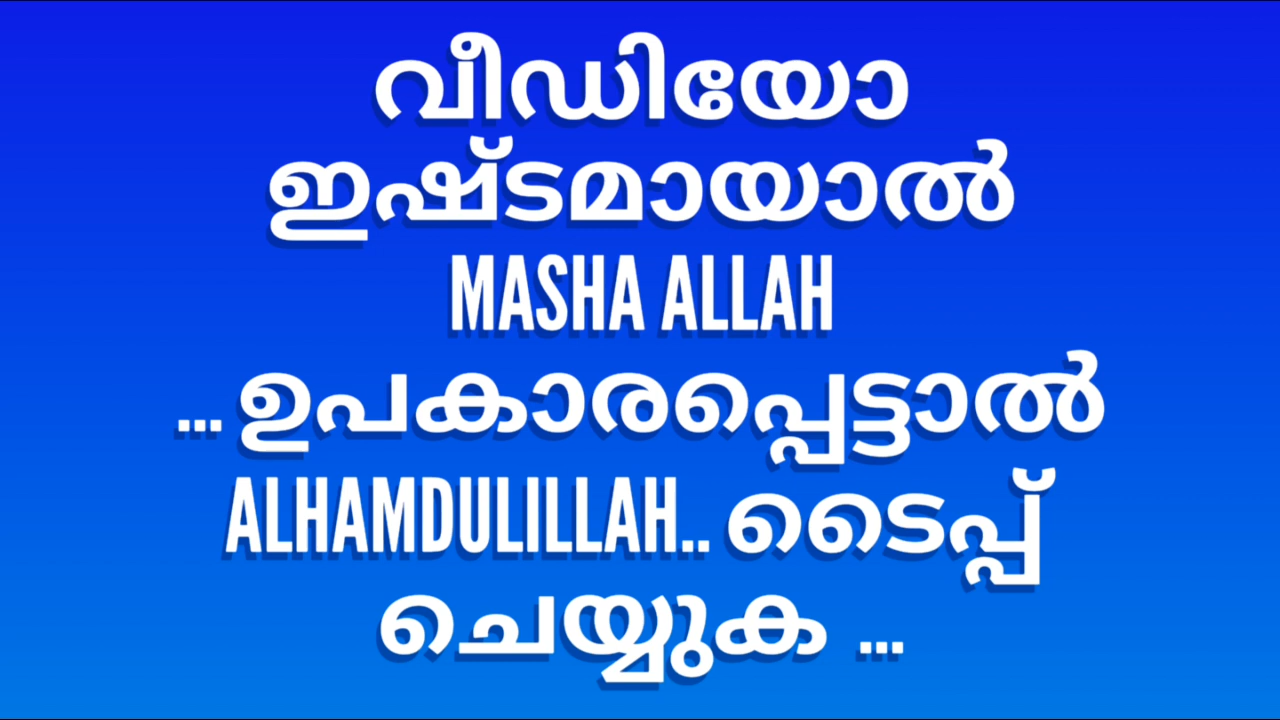 വീഡിയോ
ഇഷ്ടമായാൽ
MASHA ALLAH
... ഉപകാരപ്പെട്ടാൽ
ALHAMDULILLAH.. ടൈപ്പ്
ചെയ്യുക ...